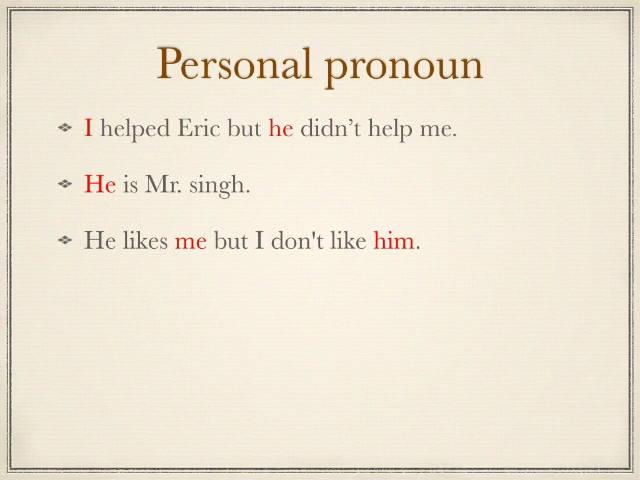 Personal pronoun
I helped Eric but he didn’t help me.
He is Mr. singh.
He likes me but I don't like him.